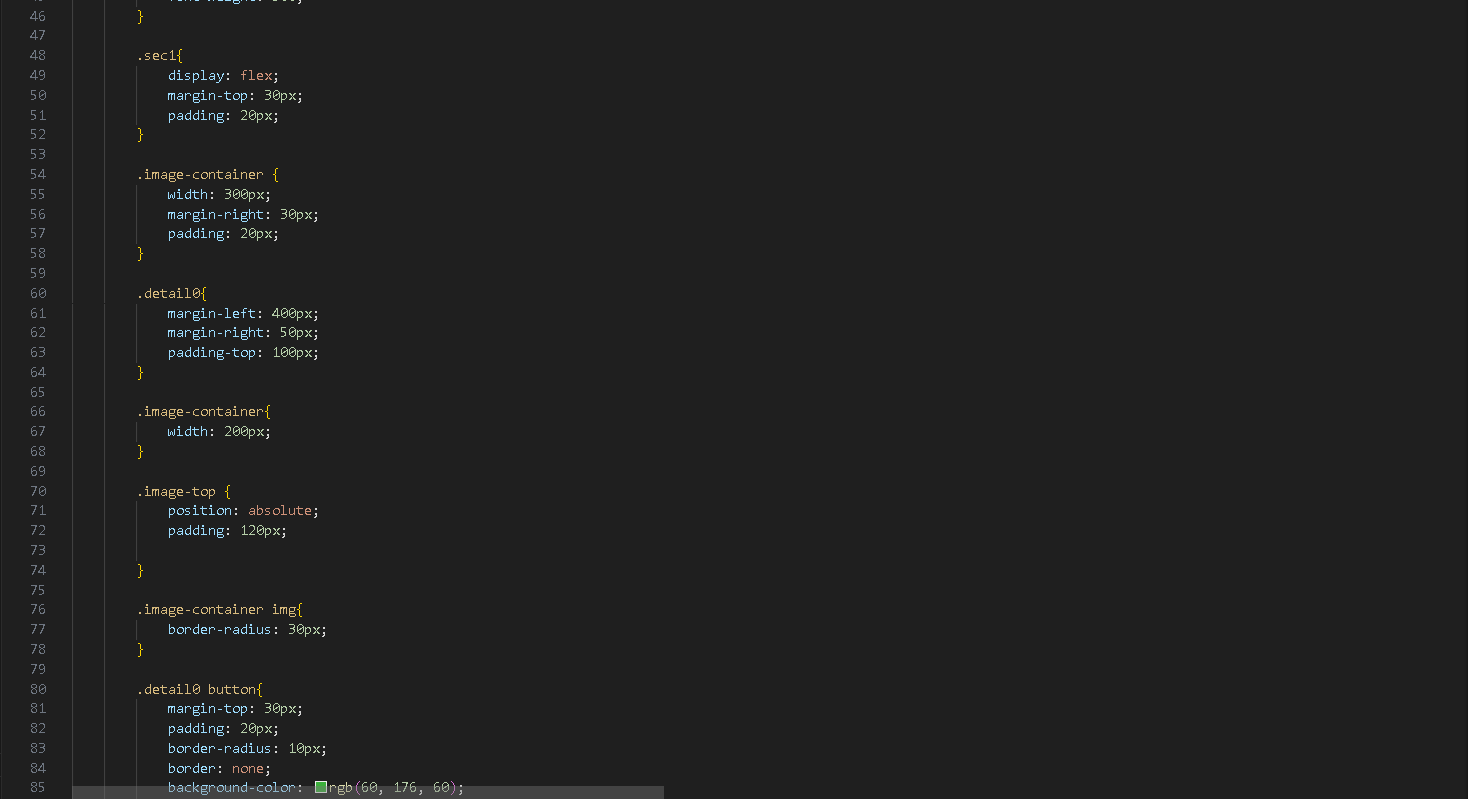 46 }
47
48 .sec1{
49 display: flex;
50 margin-top: 30px;
51 padding: 20px;
52 }
53
54 .image-container {
55 width: 300px;
56 margin-right: 30px;
57 padding: 20px;
58 }
59
60 .detail0{
61 margin-left: 400px;
62 margin-right: 50px;
63 padding-top: 100px;
64 }
65
66 .image-container{
67 width: 200px;
68 }
69
70 .image-top {
71 position: absolute;
72 padding: 120px;
73
74 }
75
76 .image-container img{
77 border-radius: 30px;
78 }
79
80 .detail0 button{
81 margin-top: 30px;
82 padding: 20px;
83 border-radius: 10px;
84 border: none;
85 background-color: rgb(60, 176, 60);